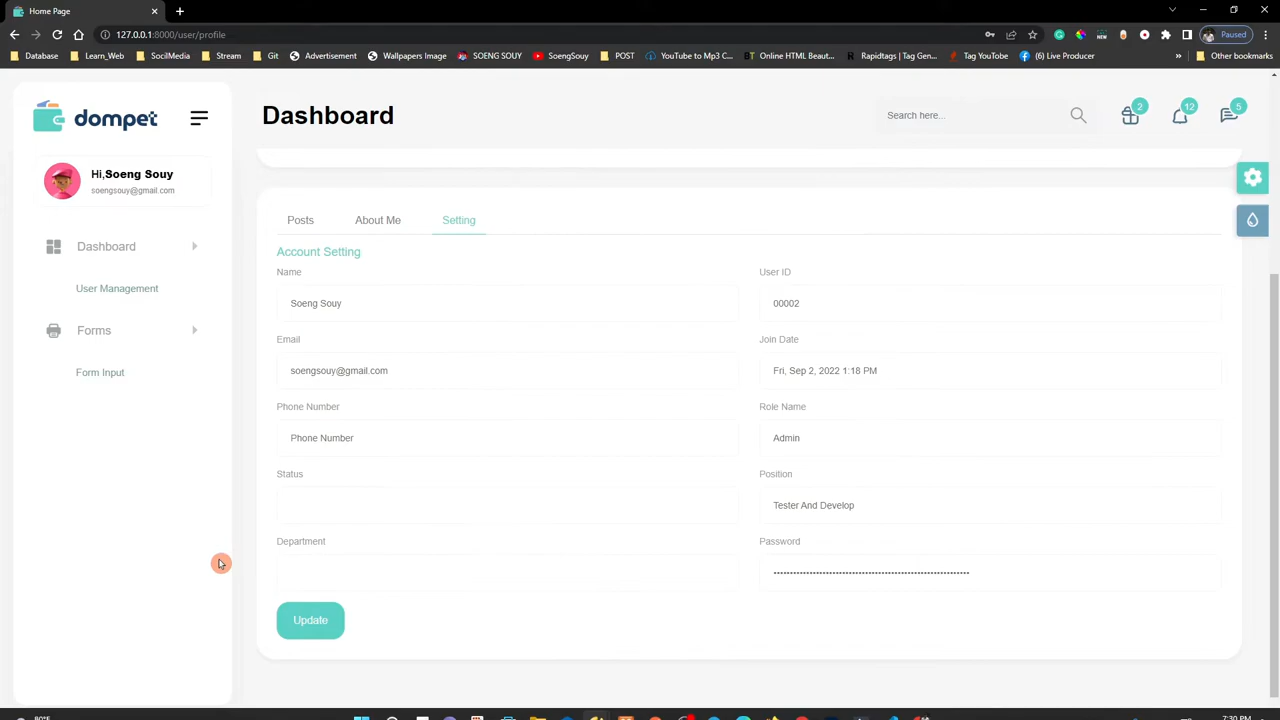 Home Page
127.0.0.1:8000/user/profile
Paused
Database Learn_Web SocilMedia Stream Git Advertisement Wallpapers Image SOENG SOUY SoengSouy POST YouTube to Mp3 C... Online HTML Beaut... Rapidtags | Tag Gen... Tag YouTube (8) Live Producer Other bookmarks
dompet
Dashboard
Search here...
2
12
5
Hi,Soeng Souy
soengsouy@gmail.com
Dashboard
User Management
Forms
Form Input
Posts About Me Setting
Account Setting
Name User ID
Soeng Souy 00002
Email Join Date
soengsouy@gmail.com Fri, Sep 2, 2022 1:18 PM
Phone Number Role Name
Phone Number Admin
Status Position
Tester And Develop
Department Password
Update
80°F
7:30 PM